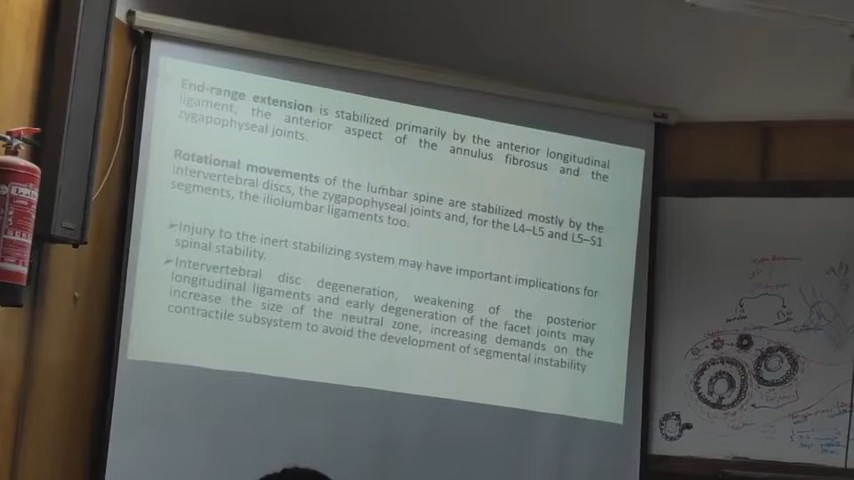 End-range extension is stabilized primarily by the anterior longitudinal
ligament, the anterior aspect of the annulus fibrosus and the
zygapophyseal joints.
Rotational movements of the lumbar spine are stabilized mostly by the
intervertebral discs, the zygapophyseal joints and, for the L4–L5 and L5–S1
segments, the iliolumbar ligaments too.
➢Injury to the inert stabilizing system may have important implications for
spinal stability.
➢Intervertebral disc degeneration, weakening of the posterior
longitudinal ligaments and early degeneration of the facet joints may
increase the size of the neutral zone, increasing demands on the
contractile subsystem to avoid the development of segmental instability